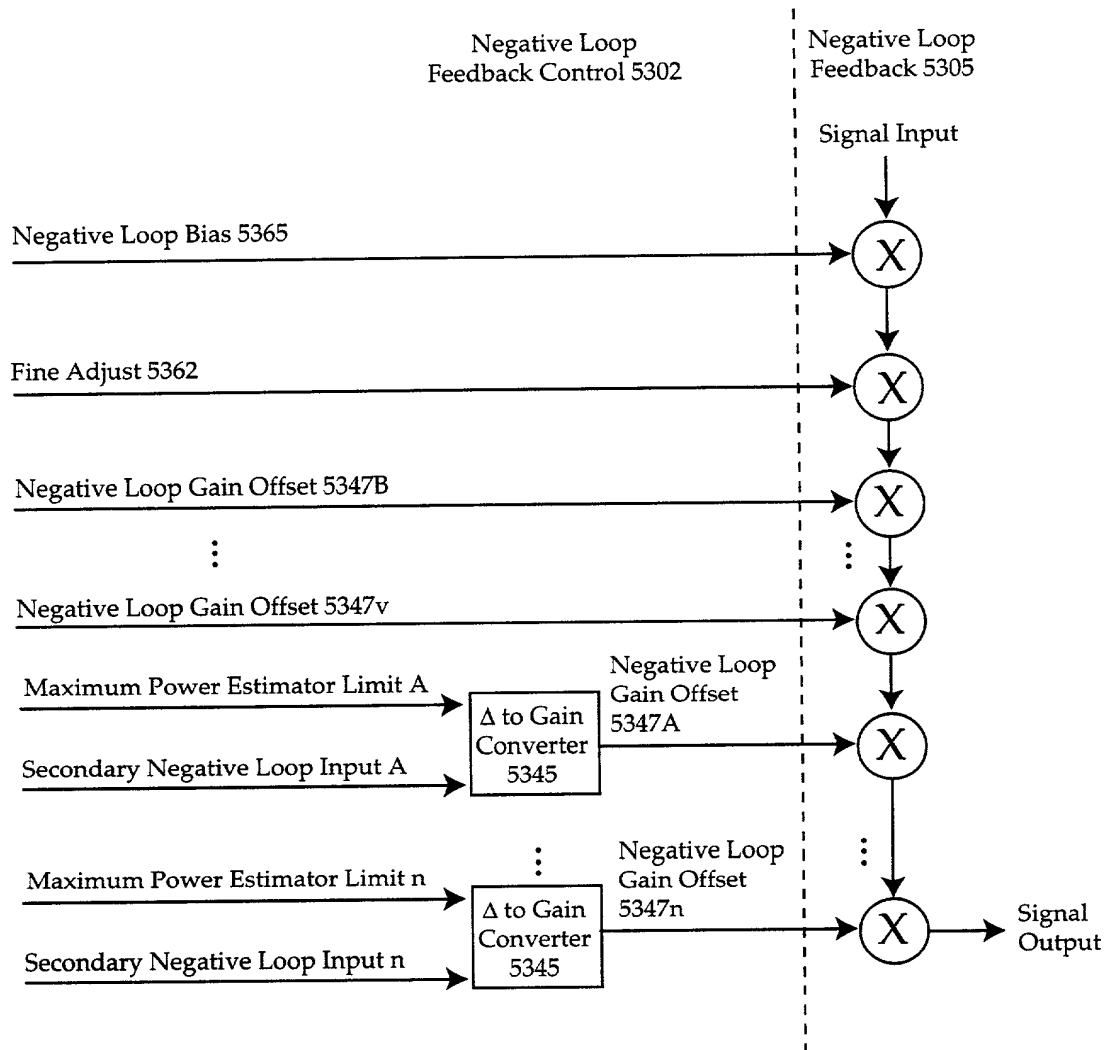 Negative Loop
Feedback Control 5302
Negative Loop
Feedback 5305
Signal Input
Negative Loop Bias 5365
X
Fine Adjust 5362
X
Negative Loop Gain Offset 5347B
X
Negative Loop Gain Offset 5347v
X
Maximum Power Estimator Limit A
Secondary Negative Loop Input A
Δ to Gain
Converter
5345
Negative Loop
Gain Offset
5347A
X
Maximum Power Estimator Limit n
Secondary Negative Loop Input n
Δ to Gain
Converter
5345
Negative Loop
Gain Offset
5347n
X
Signal
Output